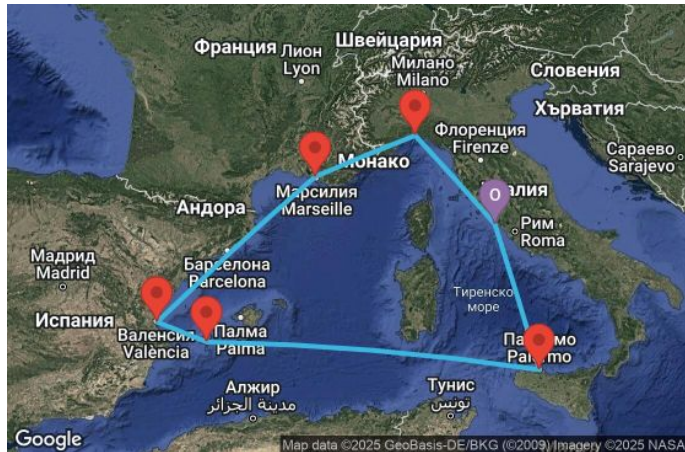 Франция
Лион
Lyon
Швейцария
Милано
Milano
Словения
Хърватия
Флоренция
Firenze
Сараево
Sarajevo
Монако
Марсилия
Marseille
Андора
O
Рим
Roma
Мадрид
Madrid
Барселона
Barcelona
Тиренско
море
Испания
Валенсия
València
Палма
Palma
Palermo
Алжир
مدينة الجزائر
Тунис
تونس
Google
Map data ©2025 GeoBasis-DE/BKG (©2009) Imagery ©2025 NASA